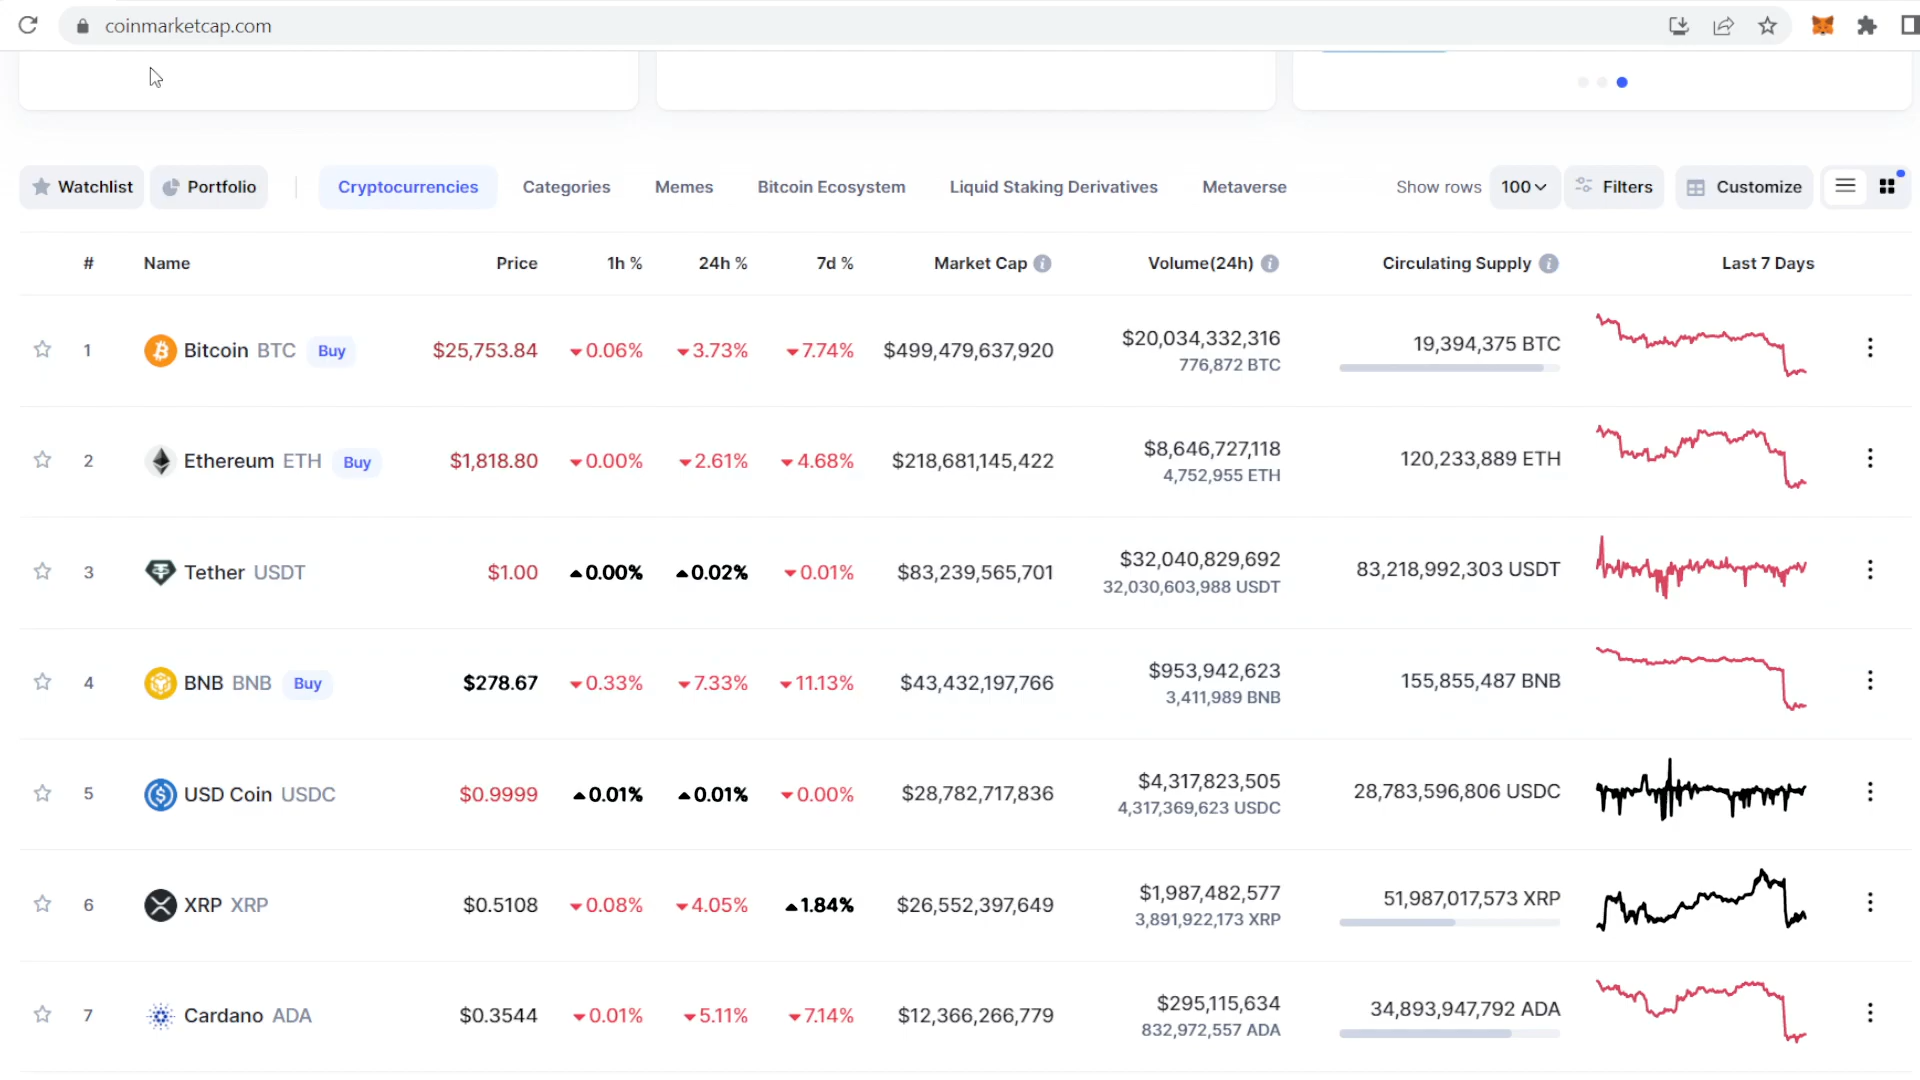 coinmarketcap.com
Watchlist Portfolio Cryptocurrencies Categories Memes Bitcoin Ecosystem Liquid Staking Derivatives Metaverse Show rows 100 Filters Customize
# Name Price 1h % 24h % 7d % Market Cap Volume(24h) Circulating Supply Last 7 Days
1 Bitcoin BTC Buy $25,753.84 0.06% 3.73% 7.74% $499,479,637,920 $20,034,332,316 19,394,375 BTC
776,872 BTC
2 Ethereum ETH Buy $1,818.80 0.00% 2.61% 4.68% $218,681,145,422 $8,646,727,118 120,233,889 ETH
4,752,955 ETH
3 Tether USDT $1.00 0.00% 0.02% 0.01% $83,239,565,701 $32,040,829,692 83,218,992,303 USDT
32,030,603,988 USDT
4 BNB BNB Buy $278.67 0.33% 7.33% 11.13% $43,432,197,766 $953,942,623 155,855,487 BNB
3,411,989 BNB
5 USD Coin USDC $0.9999 0.01% 0.01% 0.00% $28,782,717,836 $4,317,823,505 28,783,596,806 USDC
4,317,369,623 USDC
6 XRP XRP $0.5108 0.08% 4.05% 1.84% $26,552,397,649 $1,987,482,577 51,987,017,573 XRP
3,891,922,173 XRP
7 Cardano ADA $0.3544 0.01% 5.11% 7.14% $12,366,266,779 $295,115,634 34,893,947,792 ADA
832,972,557 ADA